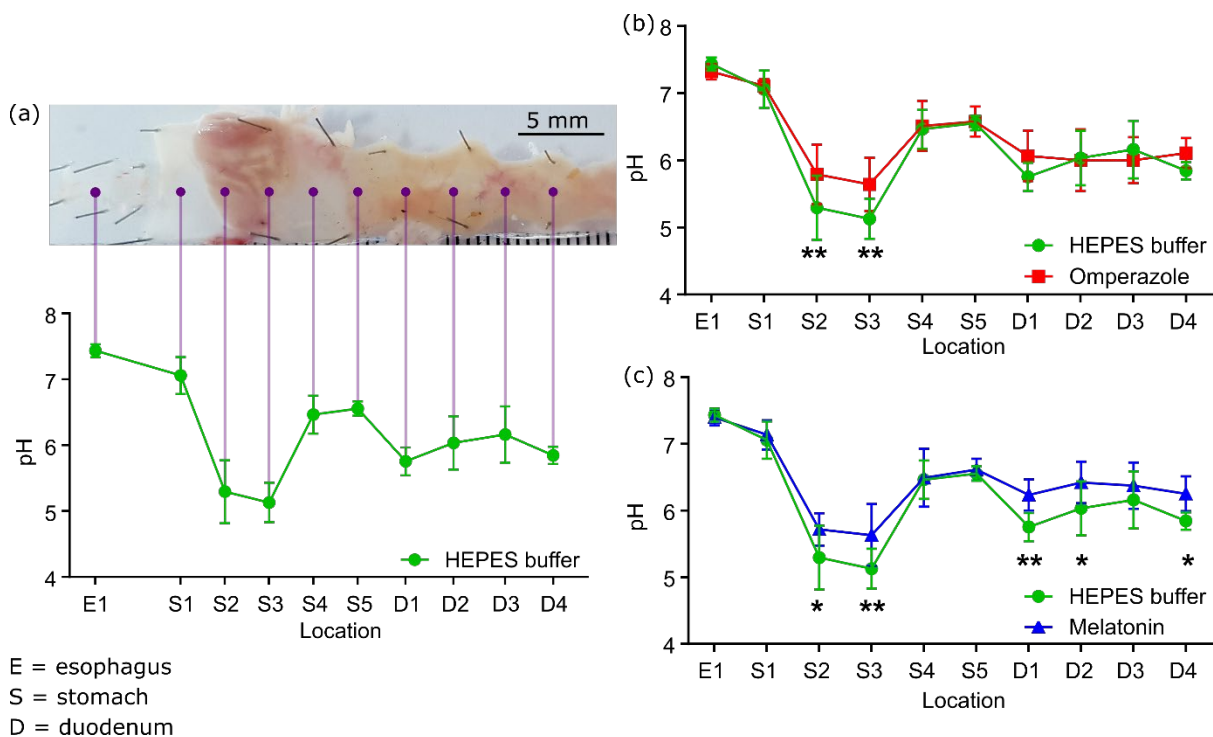 (a)
5 mm
8
7
6
5
4
pH
HEPES buffer
E1 S1 S2 S3 S4 S5 D1 D2 D3 D4
Location
E = esophagus
S = stomach
D = duodenum
(b)
8
7
6
5
4
pH
** **
HEPES buffer
Omperazole
E1 S1 S2 S3 S4 S5 D1 D2 D3 D4
Location
(c)
8
7
6
5
4
pH
* ** ** * *
HEPES buffer
Melatonin
E1 S1 S2 S3 S4 S5 D1 D2 D3 D4
Location